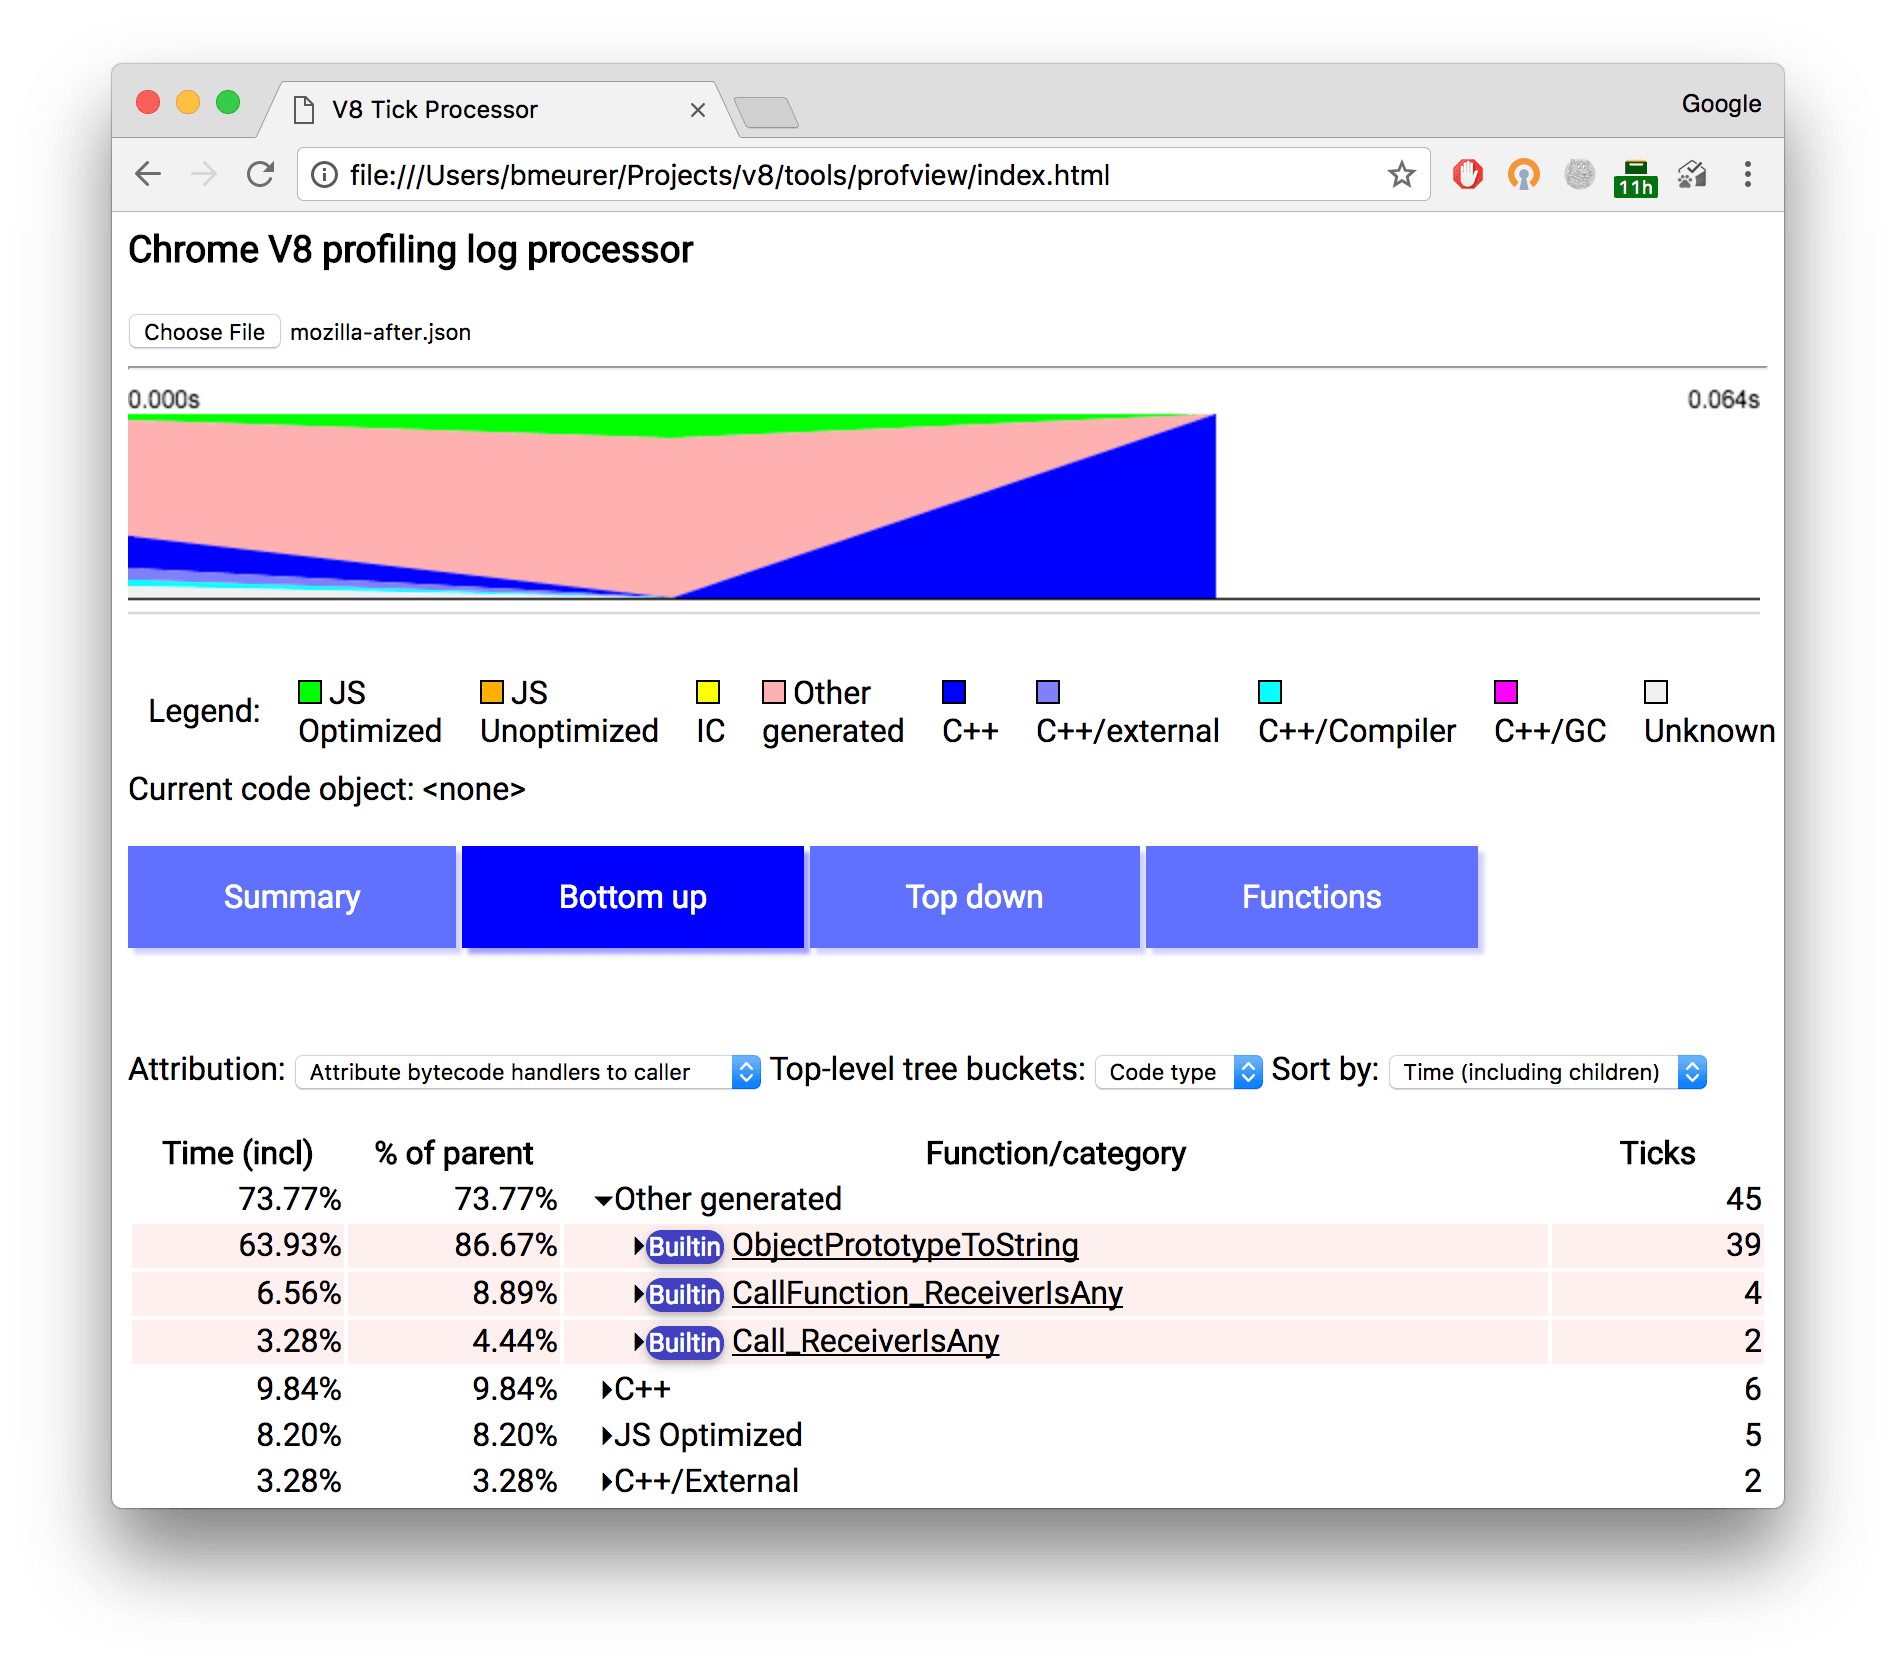 V8 Tick Processor
Google
file:///Users/bmeurer/Projects/v8/tools/profview/index.html
11h
Chrome V8 profiling log processor
Choose File mozilla-after.json
0.000s 0.064s
Legend: JS Optimized JS Unoptimized IC Other generated C++ C++/external C++/Compiler C++/GC Unknown
Current code object: <none>
Summary Bottom up Top down Functions
Attribution: Attribute bytecode handlers to caller Top-level tree buckets: Code type Sort by: Time (including children)
Time (incl) % of parent Function/category Ticks
73.77% 73.77% Other generated 45
63.93% 86.67% Builtin ObjectPrototypeToString 39
6.56% 8.89% Builtin CallFunction_ReceiverIsAny 4
3.28% 4.44% Builtin Call_ReceiverIsAny 2
9.84% 9.84% C++ 6
8.20% 8.20% JS Optimized 5
3.28% 3.28% C++/External 2